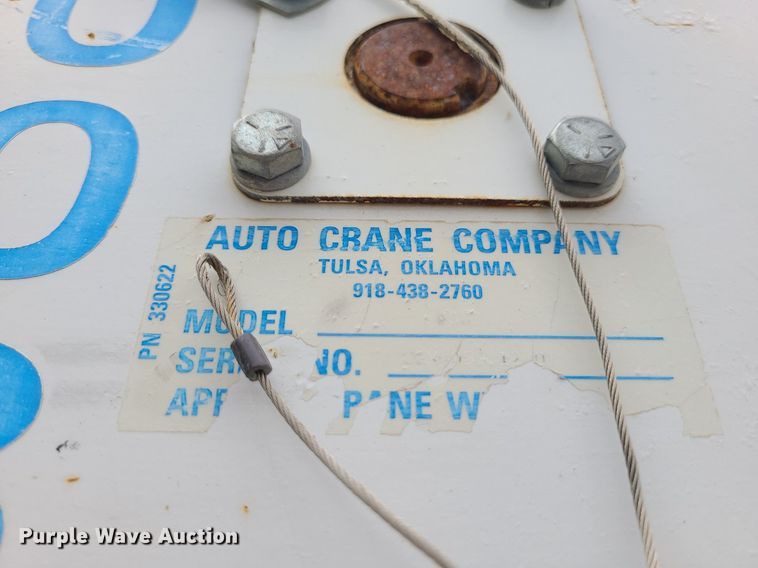 AUTO CRANE COMPANY
TULSA, OKLAHOMA
918-438-2760
PN 330622
MODEL
NO.
Purple Wave Auction